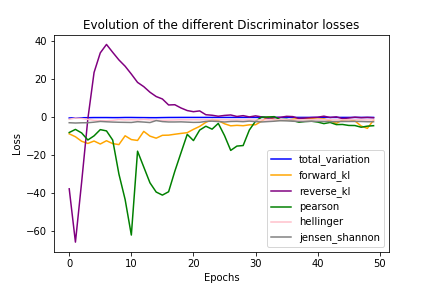 Evolution of the different Discriminator losses
40
20
0
−20
−40
−60
Loss
total_variation
forward_kl
reverse_kl
pearson
hellinger
jensen_shannon
0 10 20 30 40 50
Epochs